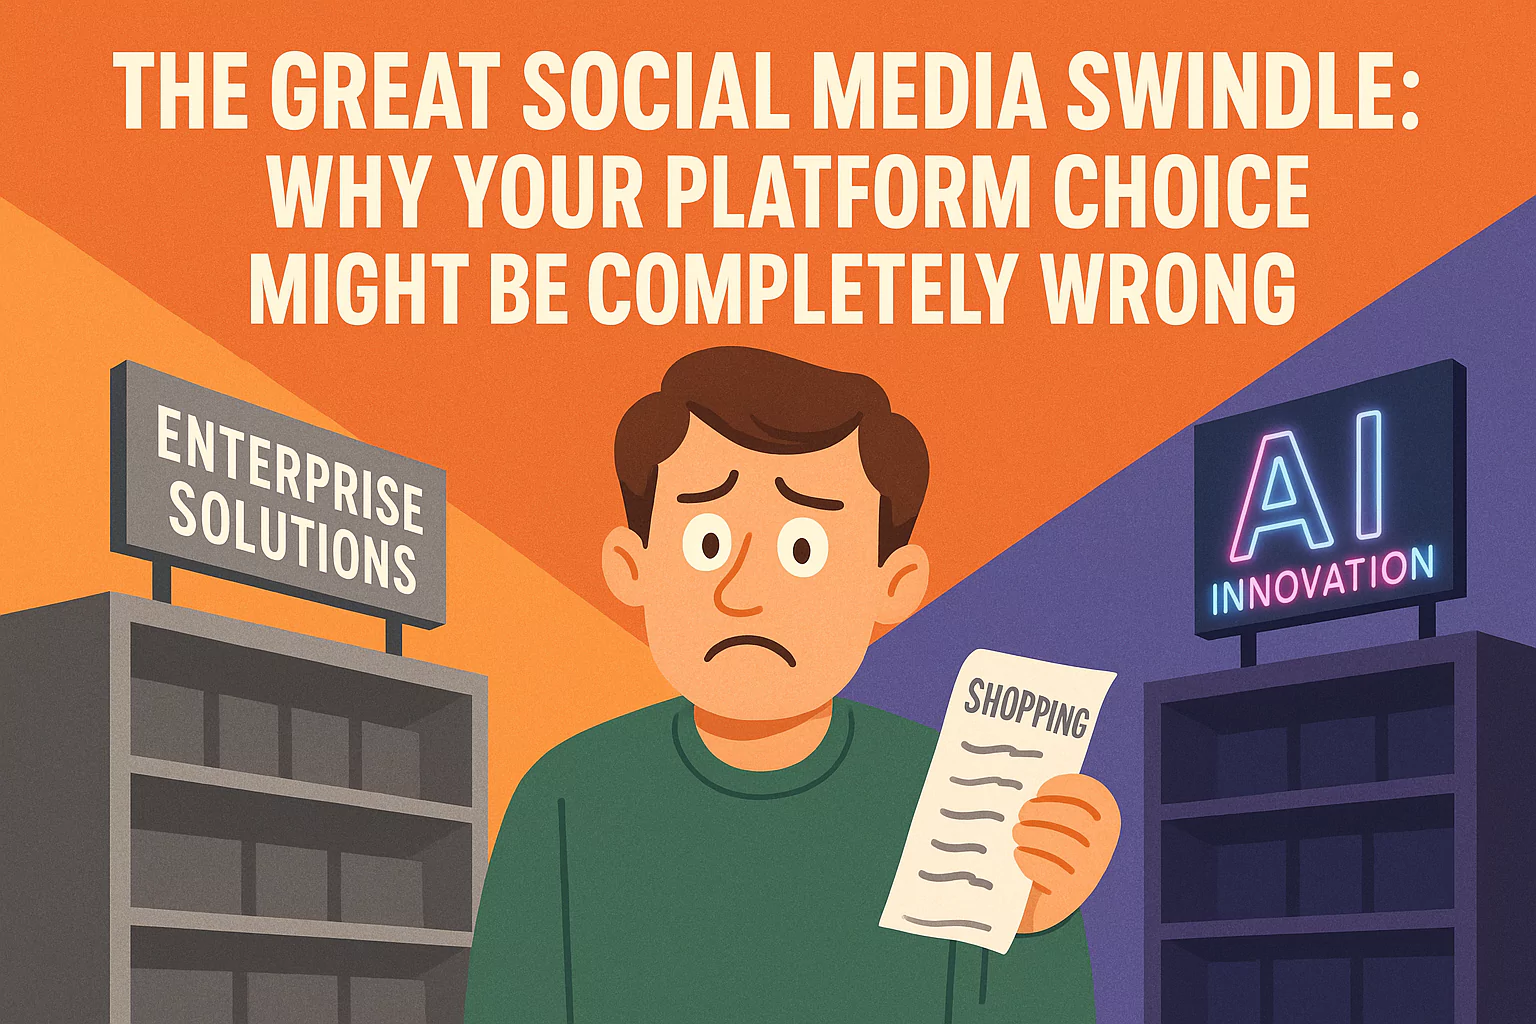 THE GREAT SOCIAL MEDIA SWINDLE:
WHY YOUR PLATFORM CHOICE
MIGHT BE COMPLETELY WRONG
ENTERPRISE
SOLUTIONS
AI
INNOVATION
SHOPPING